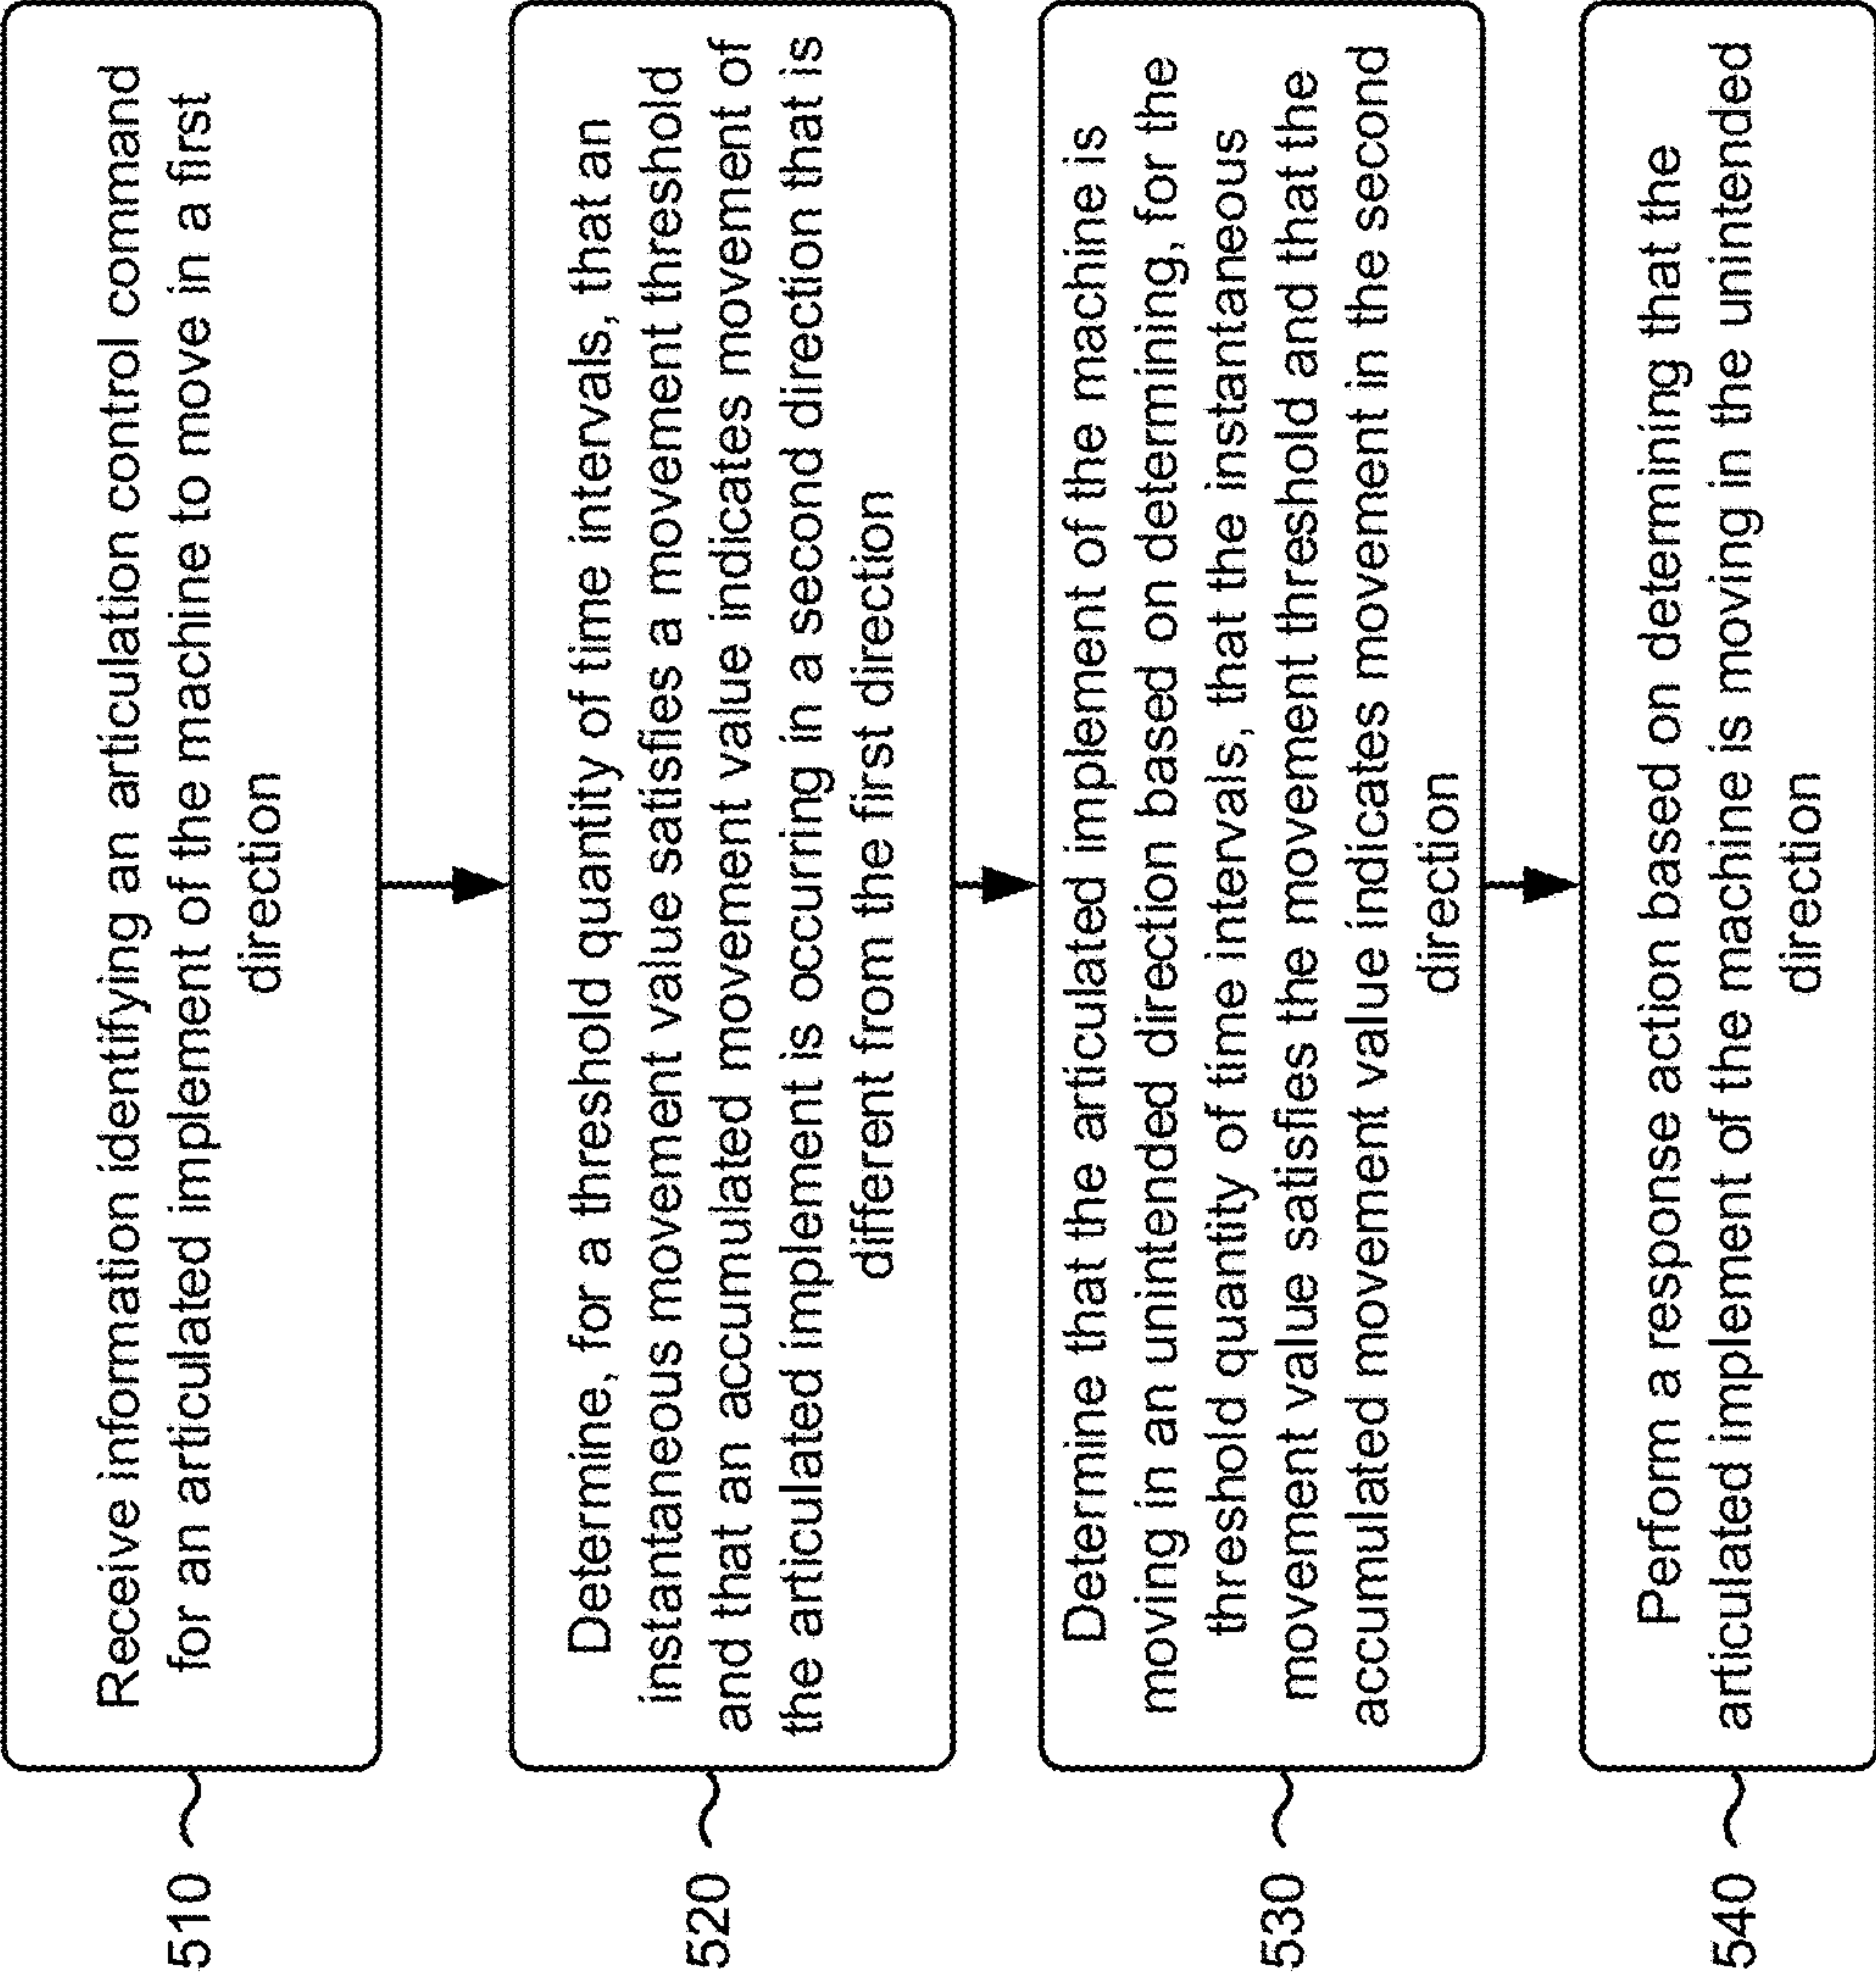 510
Receive information identifying an articulation control command
for an articulated implement of the machine to move in a first
direction
520
Determine, for a threshold quantity of time intervals, that an
instantaneous movement value satisfies a movement threshold
and that an accumulated movement value indicates movement of
the articulated implement is occurring in a second direction that is
different from the first direction
530
Determine that the articulated implement of the machine is
moving in an unintended direction based on determining, for the
threshold quantity of time intervals, that the instantaneous
movement value satisfies the movement threshold and that the
accumulated movement value indicates movement in the second
direction
540
Perform a response action based on determining that the
articulated implement of the machine is moving in the unintended
direction